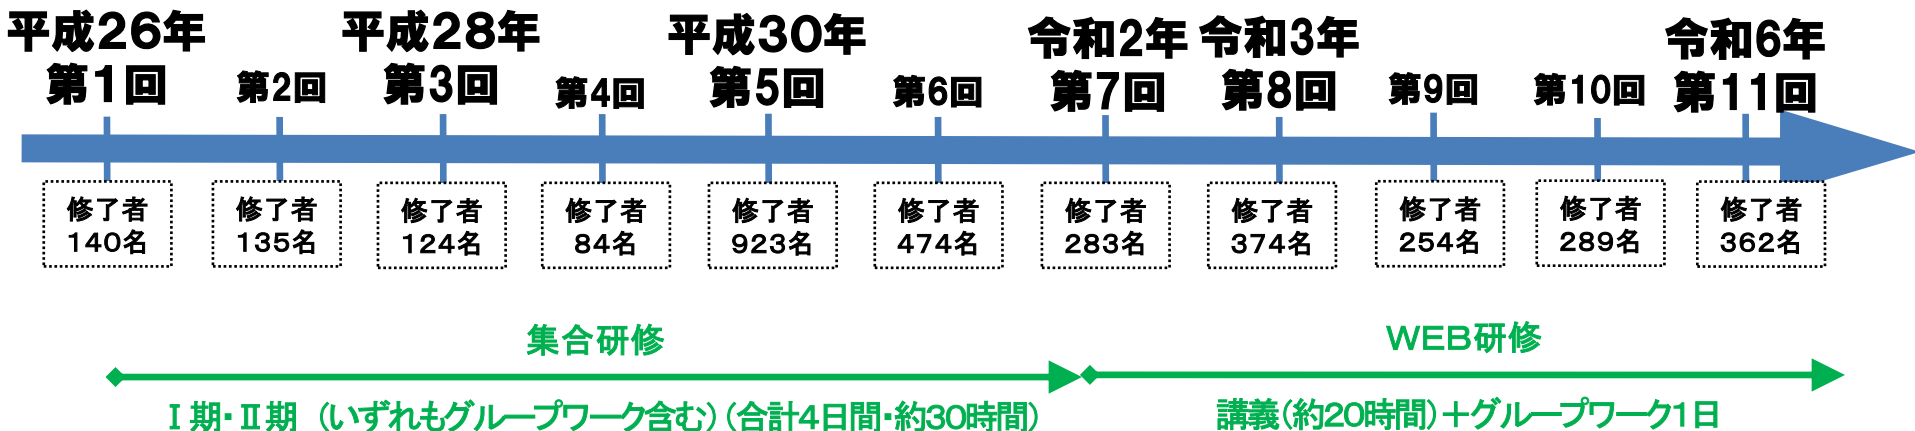 平成26年
第1回
第2回
平成28年
第3回
第4回
平成30年
第5回
第6回
令和2年
第7回
令和3年
第8回
第9回
第10回
令和6年
第11回
修了者
140名
修了者
135名
修了者
124名
修了者
84名
修了者
923名
修了者
474名
修了者
283名
修了者
374名
修了者
254名
修了者
289名
修了者
362名
集合研修
Ⅰ期・Ⅱ期（いずれもグループワーク含む）（合計4日間・約30時間）
WEB研修
講義（約20時間）＋グループワーク1日